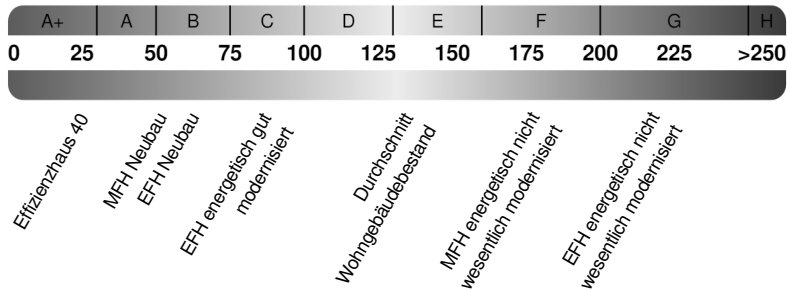 A+ A B C D E F G H
0 25 50 75 100 125 150 175 200 225 >250
Effizienzhaus 40
MFH Neubau
EFH Neubau
EFH energetisch gut
modernisiert
Durchschnitt
Wohngebäudebestand
MFH energetisch nicht
wesentlich modernisiert
EFH energetisch nicht
wesentlich modernisiert